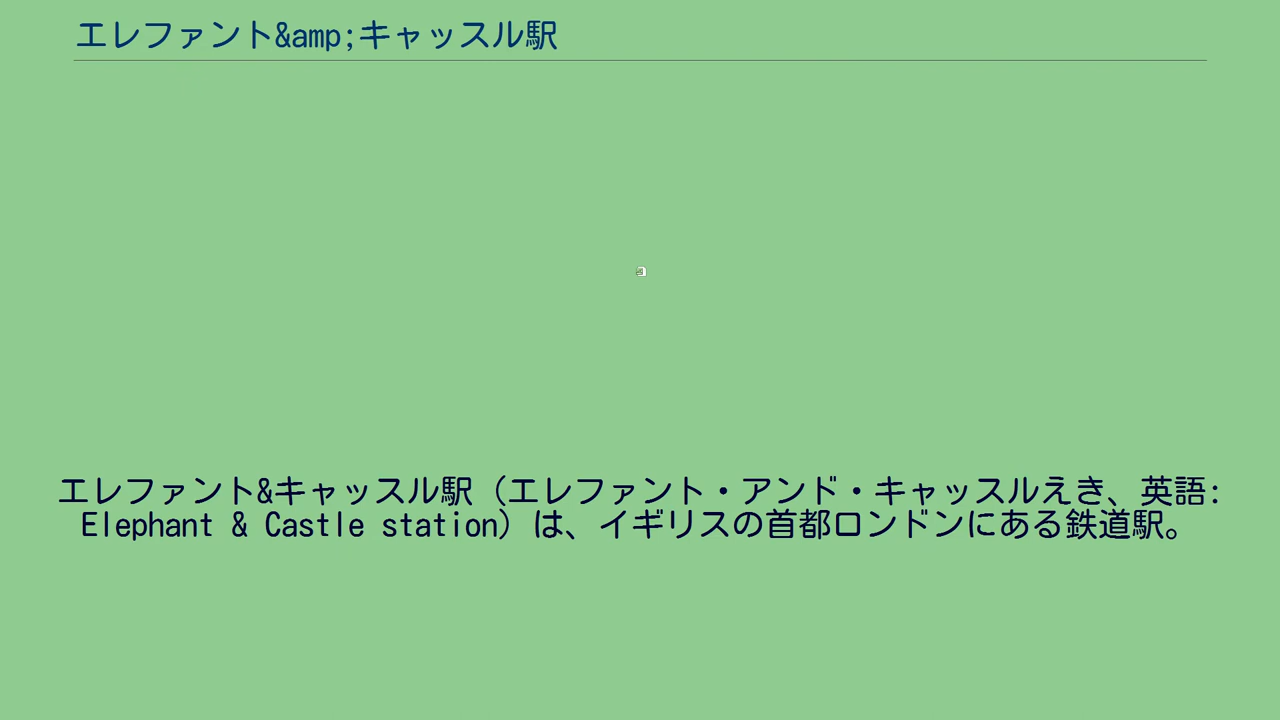 エレファント&amp;キャッスル駅
エレファント&キャッスル駅（エレファント・アンド・キャッスルえき、英語:
Elephant & Castle station）は、イギリスの首都ロンドンにある鉄道駅。